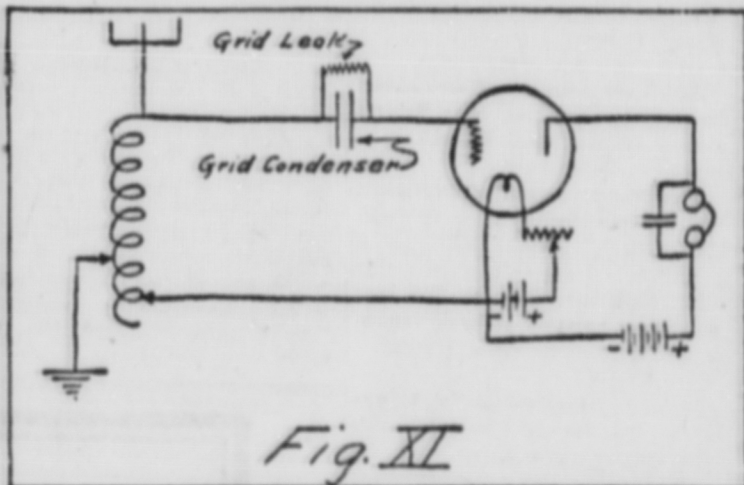 Grid Leak
Grid Condenser
- +
- +
Fig. XI